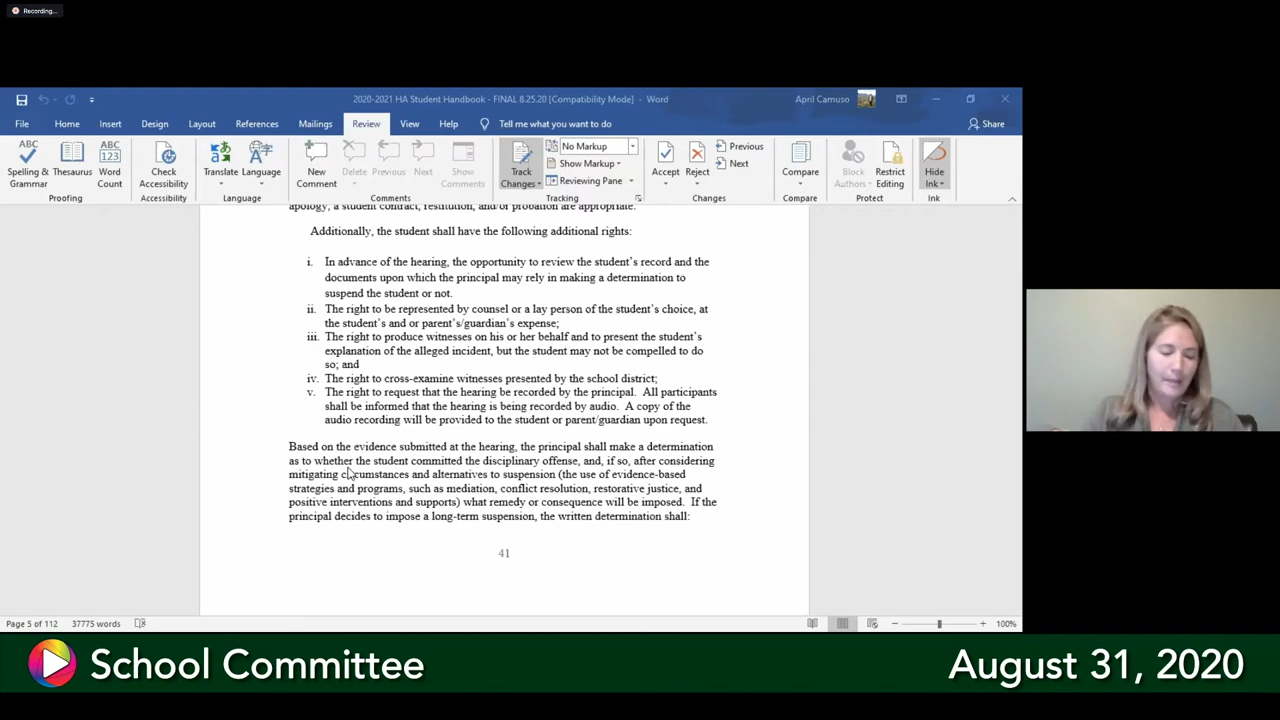 Recording...
2020-2021 HA Student Handbook - FINAL 8.25.20 [Compatibility Mode] - Word
April Camuso
File Home Insert Design Layout References Mailings Review View Help Tell me what you want to do Share
ABC
Spelling &
Grammar
Thesaurus
ABC
123
Word
Count
Proofing
Check
Accessibility
Accessibility
Translate
Language
Language
New
Comment
Delete
Previous
Next
Show
Comments
Comments
Track
Changes
No Markup
Show Markup
Reviewing Pane
Tracking
Accept
Reject
Previous
Next
Changes
Compare
Compare
Block
Authors
Restrict
Editing
Protect
Hide
Ink
Ink
apology, a student contract, restitution, and/or probation are appropriate.
Additionally, the student shall have the following additional rights:
i. In advance of the hearing, the opportunity to review the student's record and the
documents upon which the principal may rely in making a determination to
suspend the student or not.
ii. The right to be represented by counsel or a lay person of the student's choice, at
the student's and or parent's/guardian's expense;
iii. The right to produce witnesses on his or her behalf and to present the student's
explanation of the alleged incident, but the student may not be compelled to do
so; and
iv. The right to cross-examine witnesses presented by the school district;
v. The right to request that the hearing be recorded by the principal. All participants
shall be informed that the hearing is being recorded by audio. A copy of the
audio recording will be provided to the student or parent/guardian upon request.
Based on the evidence submitted at the hearing, the principal shall make a determination
as to whether the student committed the disciplinary offense, and, if so, after considering
mitigating circumstances and alternatives to suspension (the use of evidence-based
strategies and programs, such as mediation, conflict resolution, restorative justice, and
positive interventions and supports) what remedy or consequence will be imposed. If the
principal decides to impose a long-term suspension, the written determination shall:
41
Page 5 of 112 37775 words
100%
School Committee
August 31, 2020